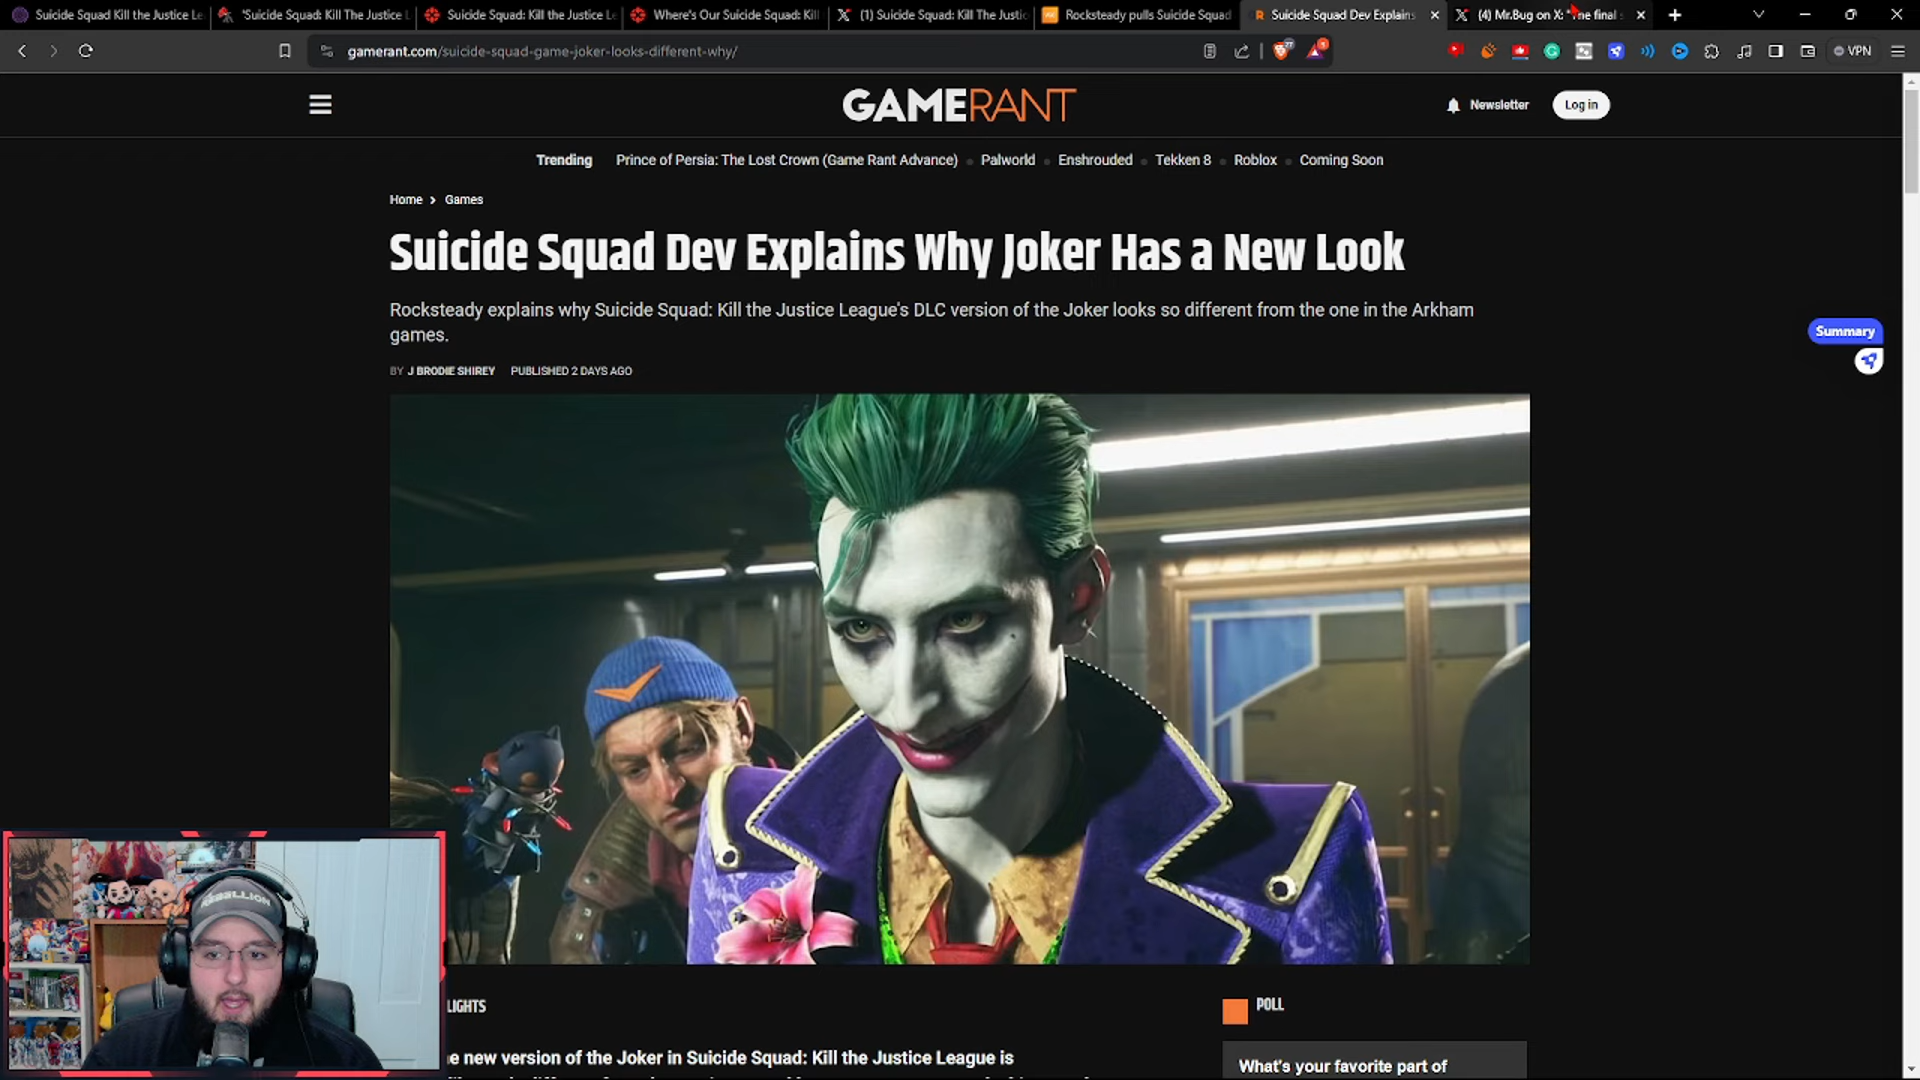 Suicide Squad Kill the Justice Le
"Suicide Squad: Kill The Justice L
Suicide Squad: Kill the Justice Le
Where's Our Suicide Squad: Kil
(1) Suicide Squad: Kill The Justic
Rocksteady pulls Suicide Squad
Suicide Squad Dev Explains
(4) Mr.Bug on X: "The final s
gamerant.com/suicide-squad-game-joker-looks-different-why/
VPN
GAMERANT
Newsletter
Log in
Trending
Prince of Persia: The Lost Crown (Game Rant Advance)
Palworld
Enshrouded
Tekken 8
Roblox
Coming Soon
Home > Games
Suicide Squad Dev Explains Why Joker Has a New Look
Rocksteady explains why Suicide Squad: Kill the Justice League's DLC version of the Joker looks so different from the one in the Arkham
games.
BY J BRODIE SHIREY PUBLISHED 2 DAYS AGO
Summary
REBELLION
LIGHTS
POLL
e new version of the Joker in Suicide Squad: Kill the Justice League is
What's your favorite part of